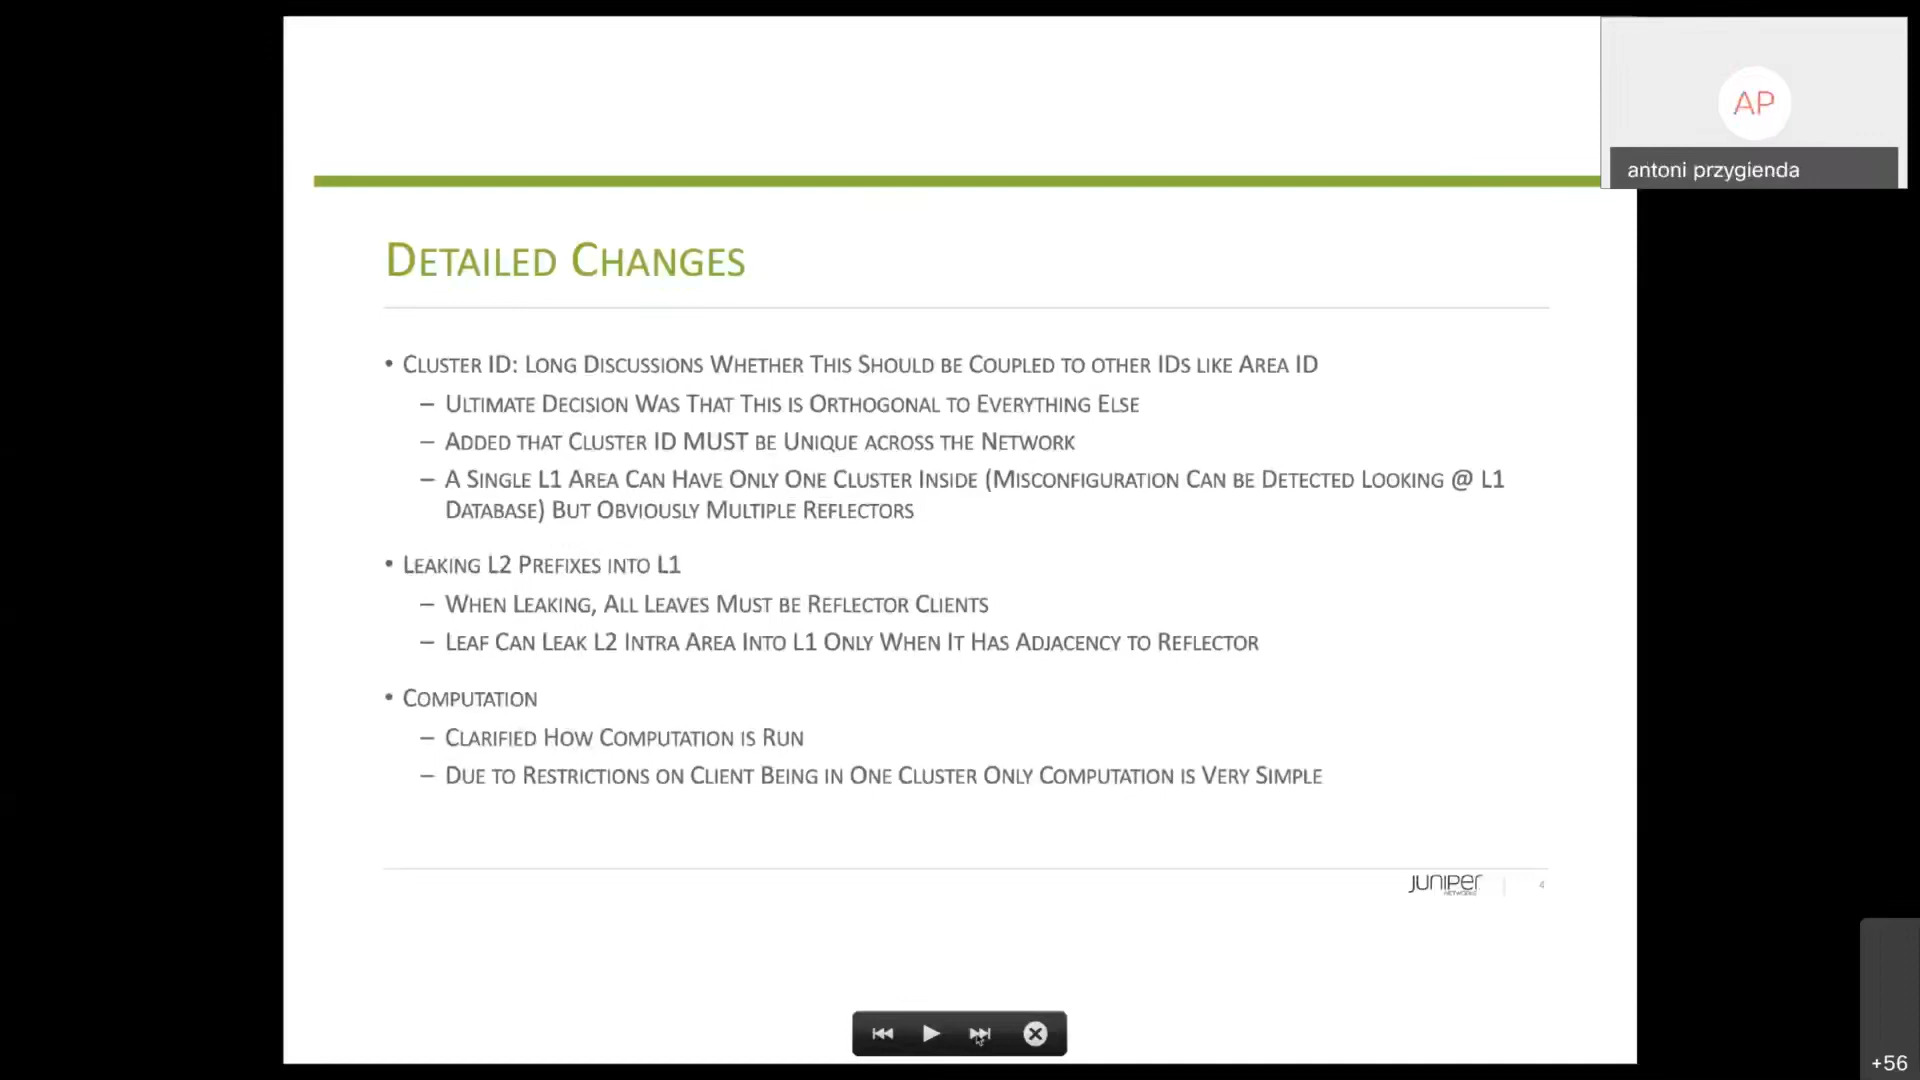 AP
antoni przygienda
DETAILED CHANGES
• CLUSTER ID: LONG DISCUSSIONS WHETHER THIS SHOULD BE COUPLED TO OTHER IDS LIKE AREA ID
– ULTIMATE DECISION WAS THAT THIS IS ORTHOGONAL TO EVERYTHING ELSE
– ADDED THAT CLUSTER ID MUST BE UNIQUE ACROSS THE NETWORK
– A SINGLE L1 AREA CAN HAVE ONLY ONE CLUSTER INSIDE (MISCONFIGURATION CAN BE DETECTED LOOKING @ L1
DATABASE) BUT OBVIOUSLY MULTIPLE REFLECTORS
• LEAKING L2 PREFIXES INTO L1
– WHEN LEAKING, ALL LEAVES MUST BE REFLECTOR CLIENTS
– LEAF CAN LEAK L2 INTRA AREA INTO L1 ONLY WHEN IT HAS ADJACENCY TO REFLECTOR
• COMPUTATION
– CLARIFIED HOW COMPUTATION IS RUN
– DUE TO RESTRICTIONS ON CLIENT BEING IN ONE CLUSTER ONLY COMPUTATION IS VERY SIMPLE
JUNIPER
NETWORKS
4
+56